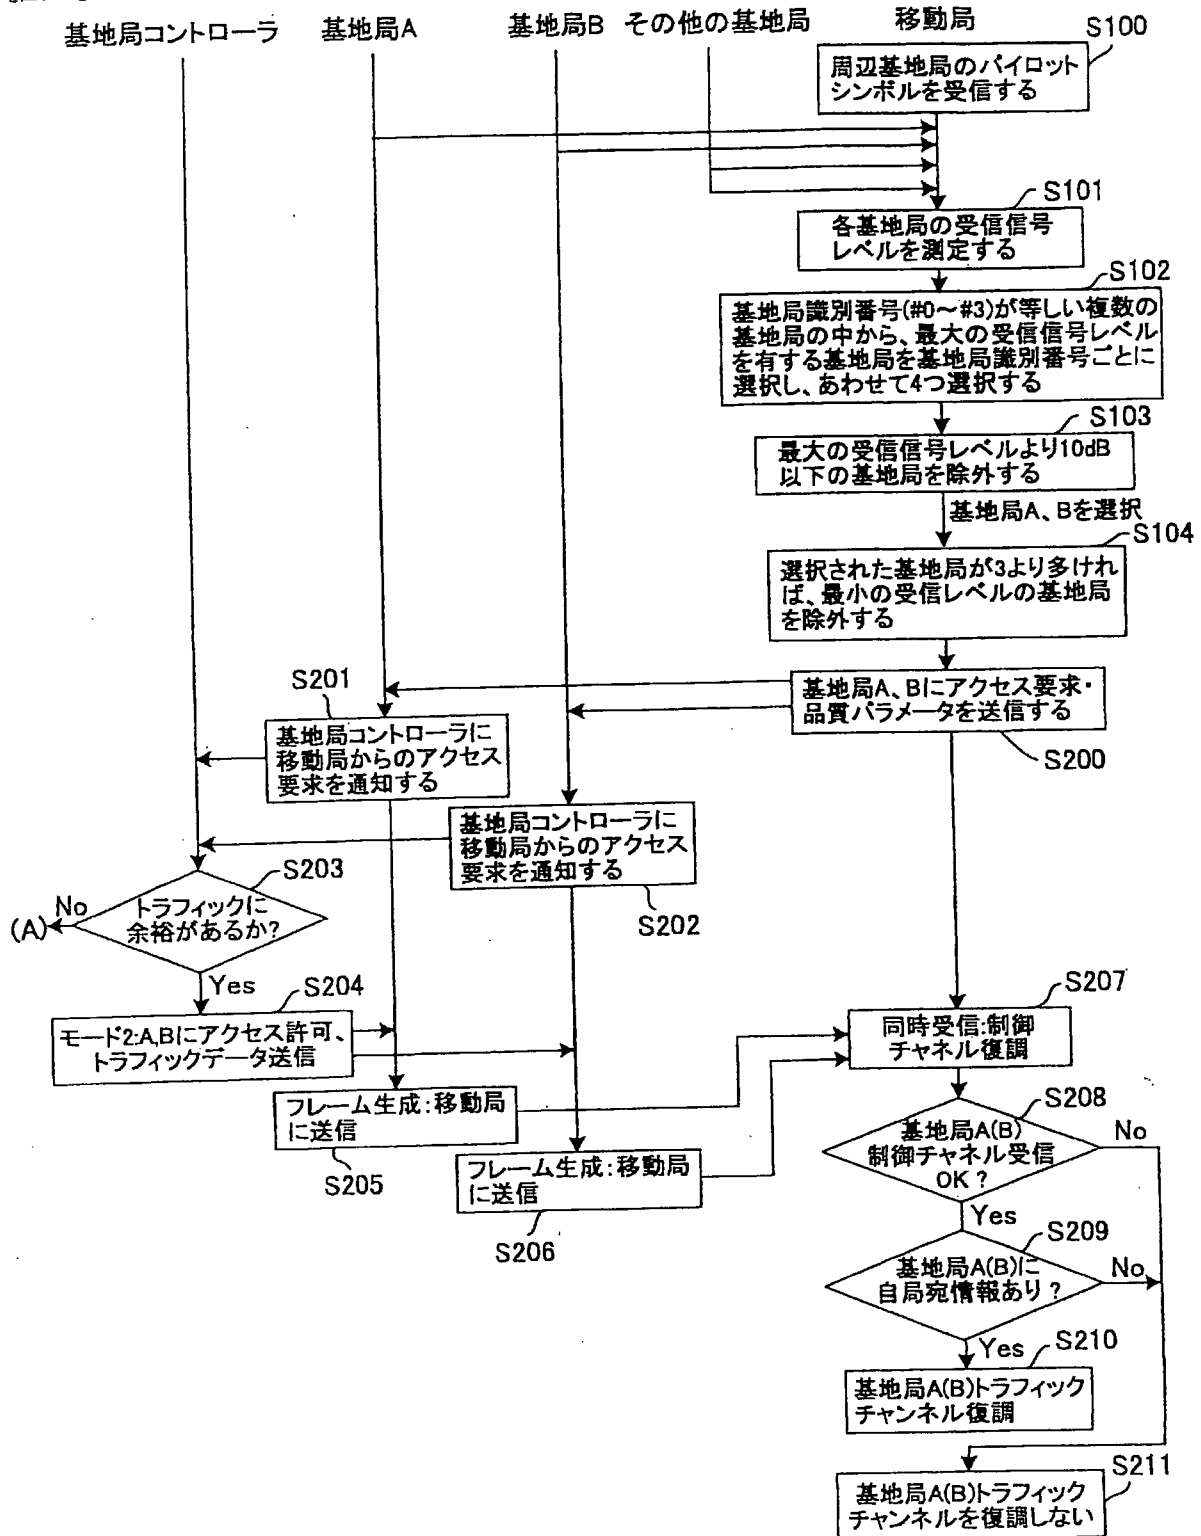 基地局コントローラ
基地局A
基地局B
その他の基地局
移動局
S100
周辺基地局のパイロット
シンボルを受信する
S101
各基地局の受信信号
レベルを測定する
S102
基地局識別番号(#0～#3)が等しい複数の
基地局の中から、最大の受信信号レベル
を有する基地局を基地局識別番号ごとに
選択し、あわせて4つ選択する
S103
最大の受信信号レベルより10dB
以下の基地局を除外する
基地局A、Bを選択
S104
選択された基地局が3より多けれ
ば、最小の受信レベルの基地局
を除外する
基地局A、Bにアクセス要求・
品質パラメータを送信する
S200
S201
基地局コントローラに
移動局からのアクセス
要求を通知する
基地局コントローラに
移動局からのアクセス
要求を通知する
S202
S203
トラフィックに
余裕があるか?
No
(A)
Yes
S204
モード2:A,Bにアクセス許可、
トラフィックデータ送信
フレーム生成:移動局
に送信
S205
フレーム生成:移動局
に送信
S206
S207
同時受信:制御
チャネル復調
S208
基地局A(B)
制御チャネル受信
OK?
No
Yes
S209
基地局A(B)に
自局宛情報あり?
No
Yes
S210
基地局A(B)トラフィック
チャンネル復調
S211
基地局A(B)トラフィック
チャンネルを復調しない